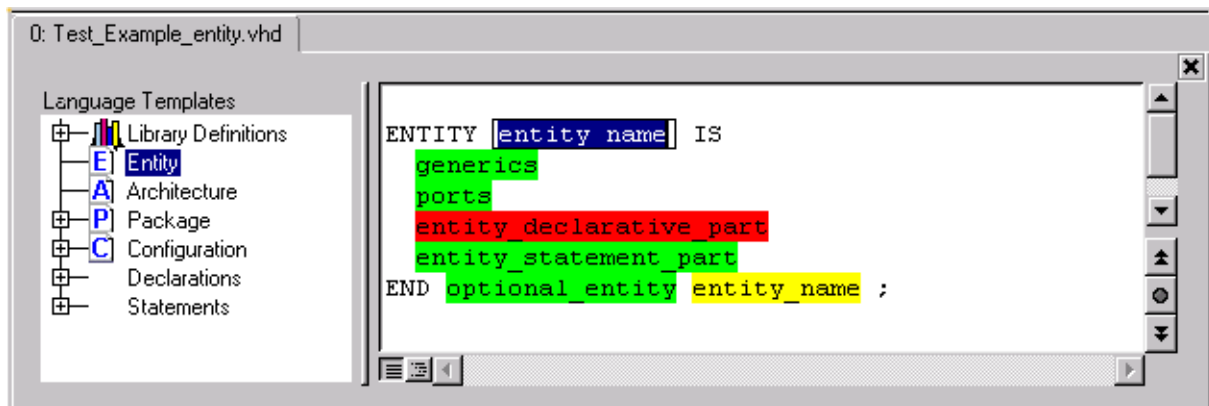 0: Test_Example_entity.vhd
Language Templates
Library Definitions
E Entity
A Architecture
P Package
C Configuration
Declarations
Statements
ENTITY entity name IS
generics
ports
entity_declarative_part
entity_statement_part
END optional_entity entity_name ;